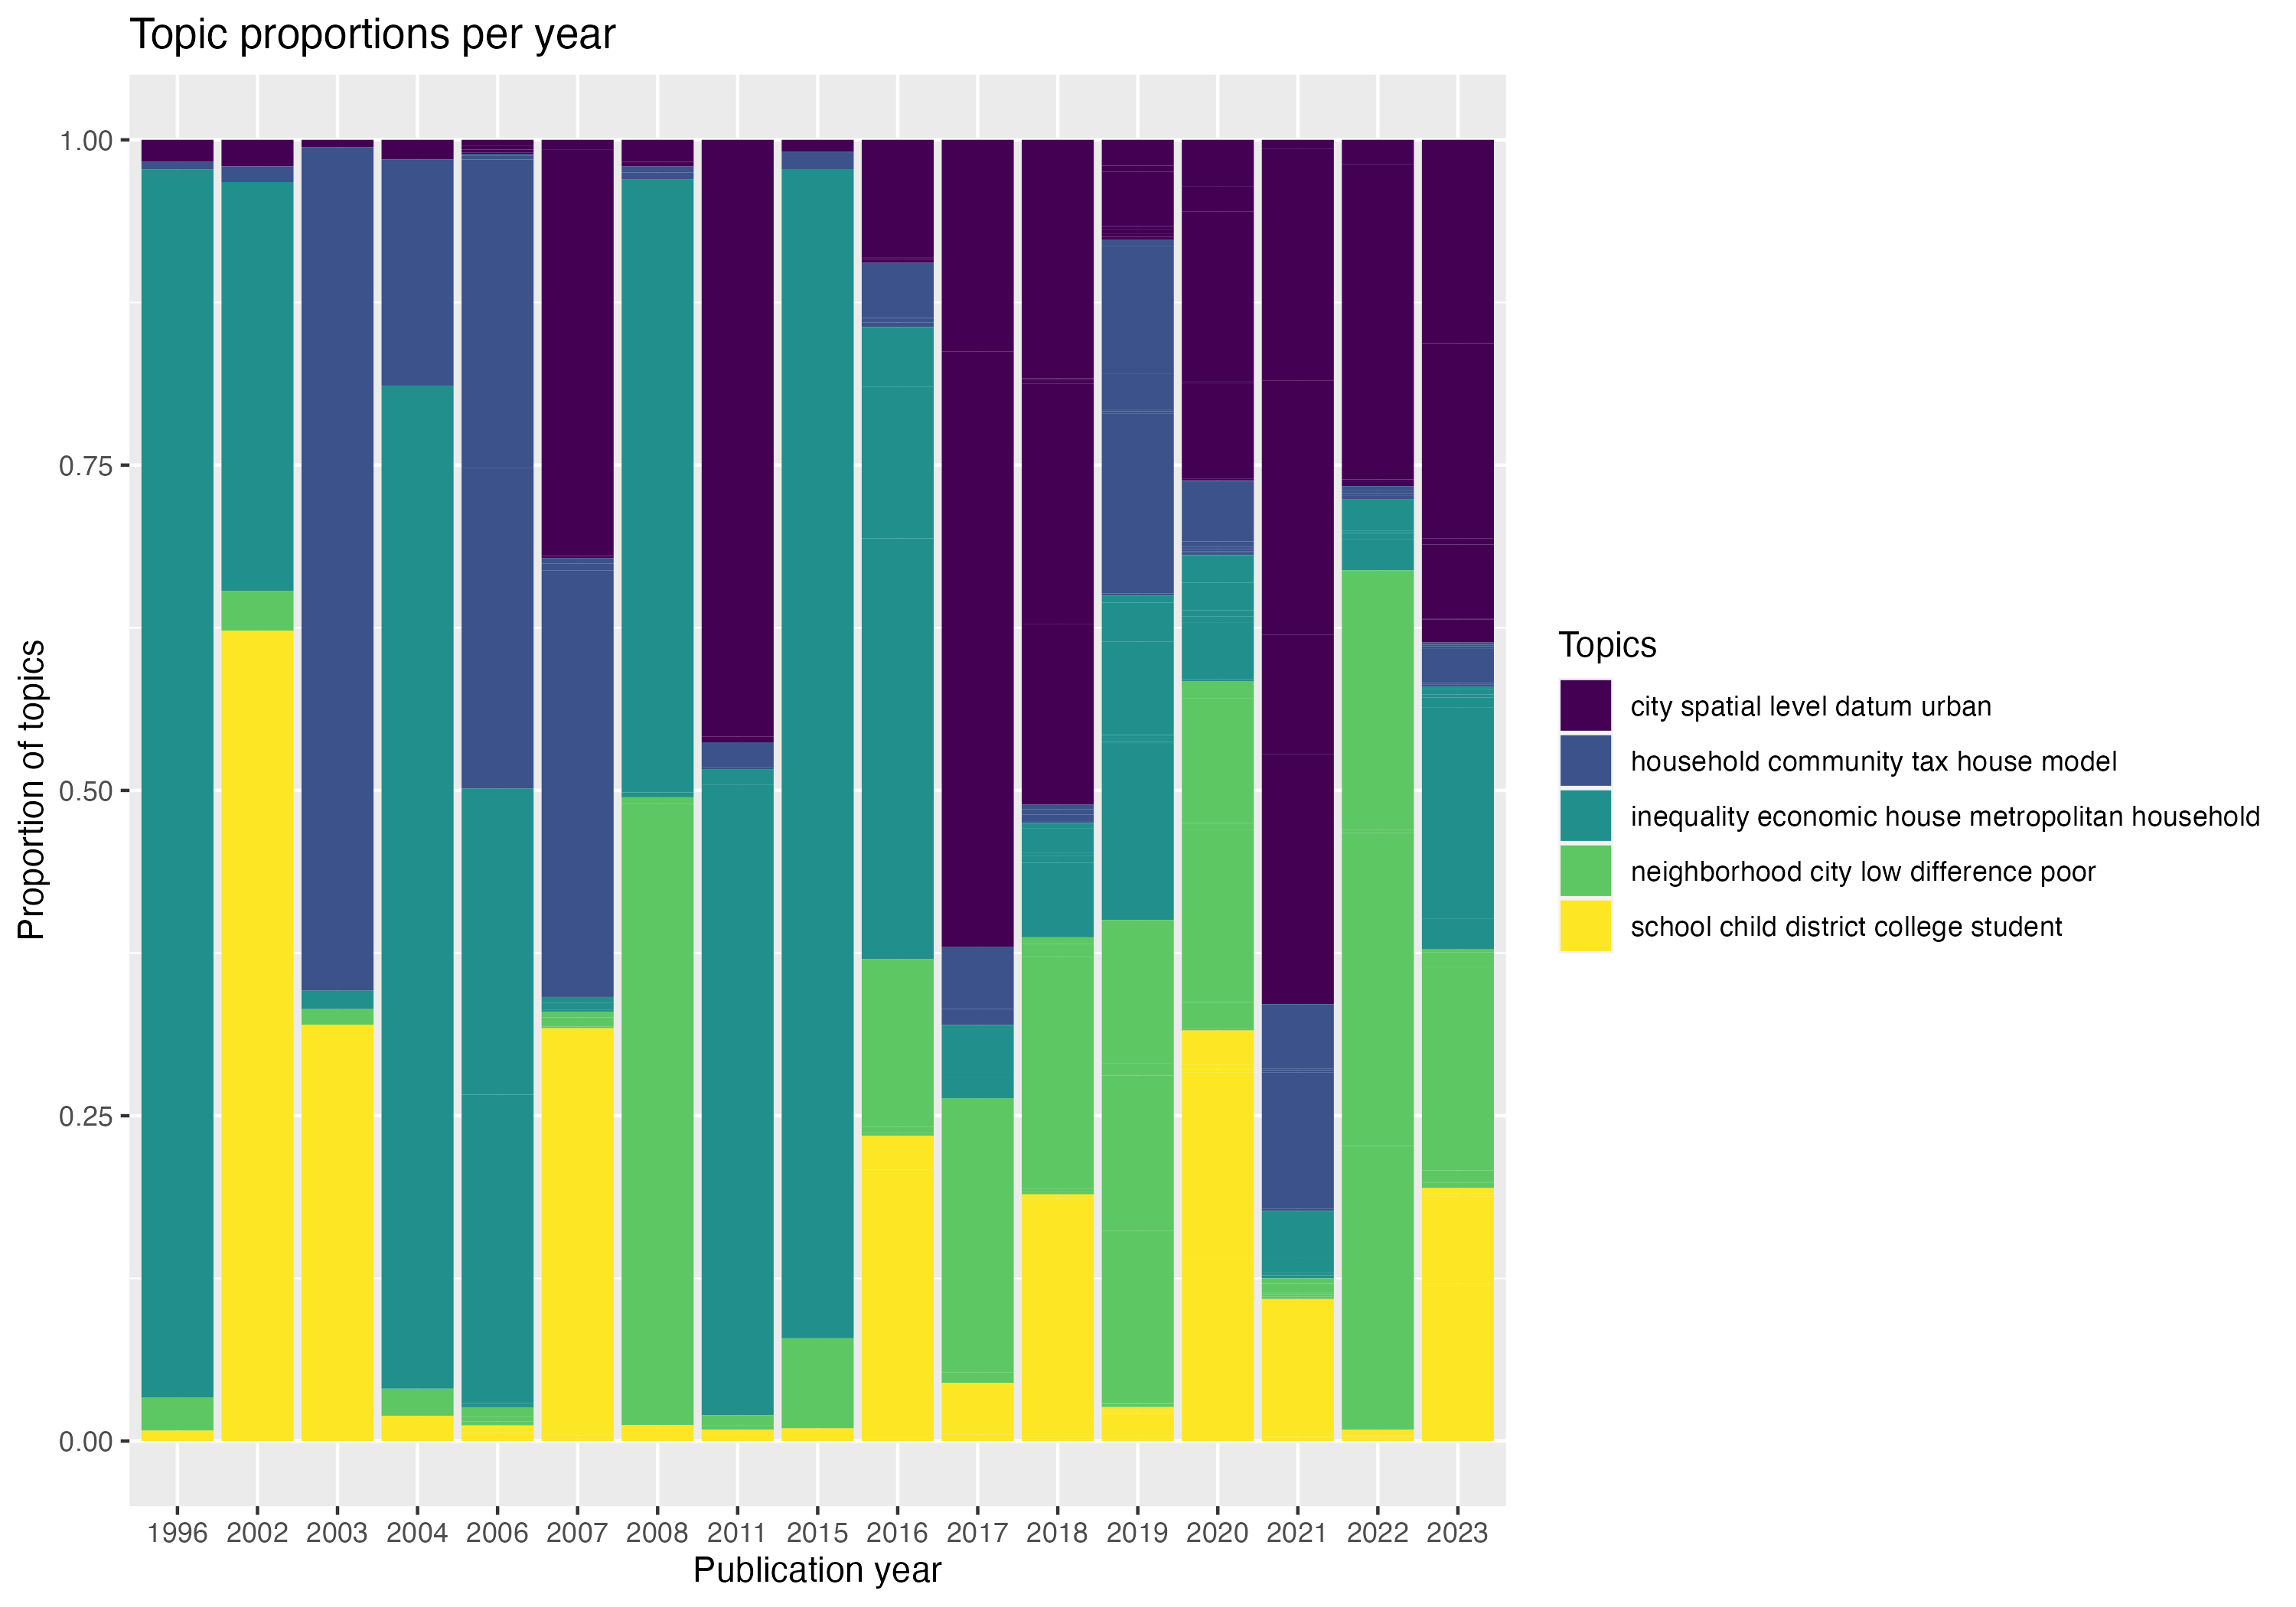 Topic proportions per year
Proportion of topics
1.00
0.75
0.50
0.25
0.00
1996 2002 2003 2004 2006 2007 2008 2011 2015 2016 2017 2018 2019 2020 2021 2022 2023
Publication year
Topics
city spatial level datum urban
household community tax house model
inequality economic house metropolitan household
neighborhood city low difference poor
school child district college student